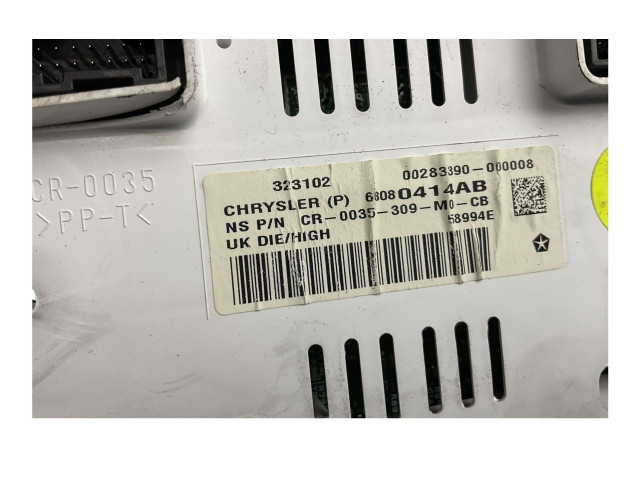 CR-0035
>PP-T<
323102 00283390-000008
CHRYSLER (P) 68080414AB
NS P/N CR-0035-309-M0-CB
UK DIE/HIGH 58994E